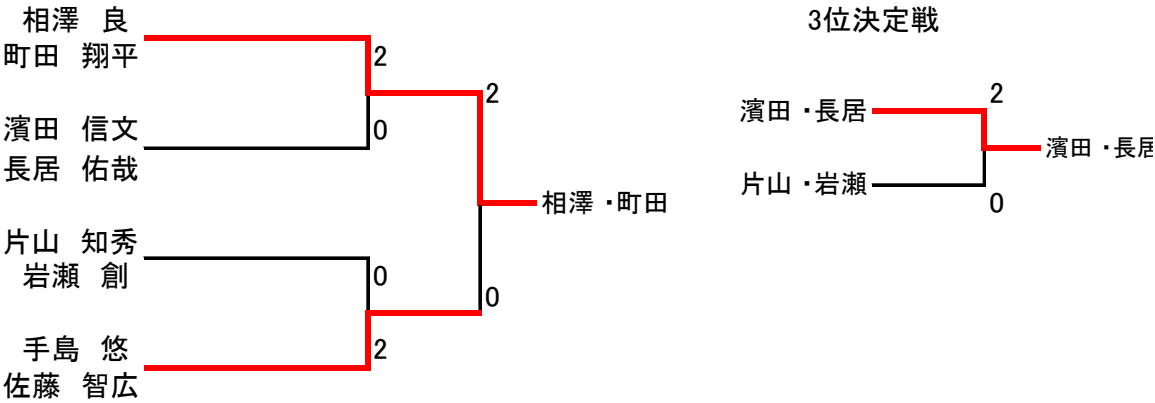 相澤 良
町田 翔平
2
濱田 信文
0
長居 佑哉
2
相澤・町田
片山 知秀
岩瀬 創
0
0
手島 悠
2
佐藤 智広
3位決定戦
2
濱田・長居
濱田・長居
片山・岩瀬
0